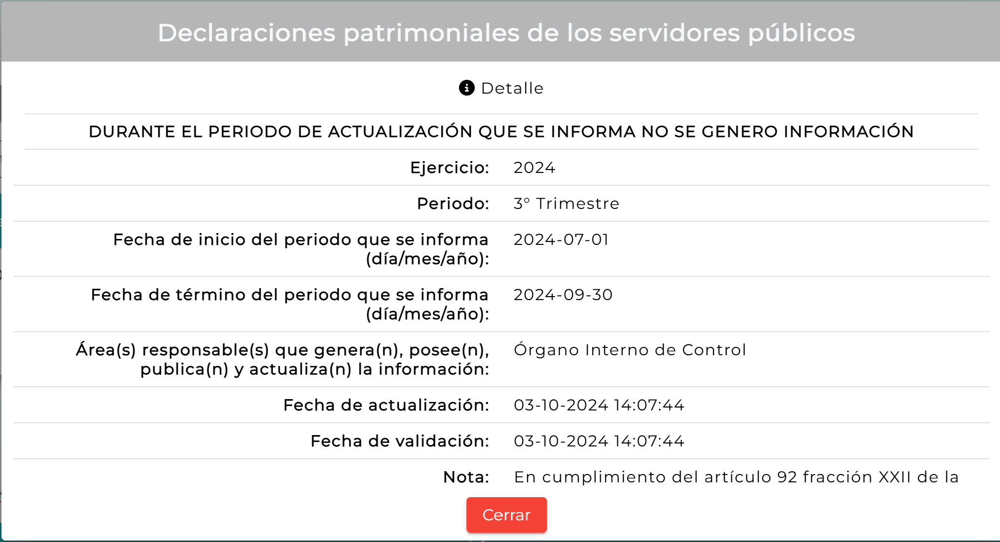 Declaraciones patrimoniales de los servidores públicos
Detalle
DURANTE EL PERIODO DE ACTUALIZACIÓN QUE SE INFORMA NO SE GENERO INFORMACIÓN
Ejercicio: 2024
Periodo: 3° Trimestre
Fecha de inicio del periodo que se informa 2024-07-01
(día/mes/año):
Fecha de término del periodo que se informa 2024-09-30
(día/mes/año):
Área(s) responsable(s) que genera(n), posee(n), Órgano Interno de Control
publica(n) y actualiza(n) la información:
Fecha de actualización: 03-10-2024 14:07:44
Fecha de validación: 03-10-2024 14:07:44
Nota: En cumplimiento del artículo 92 fracción XXII de la
Cerrar